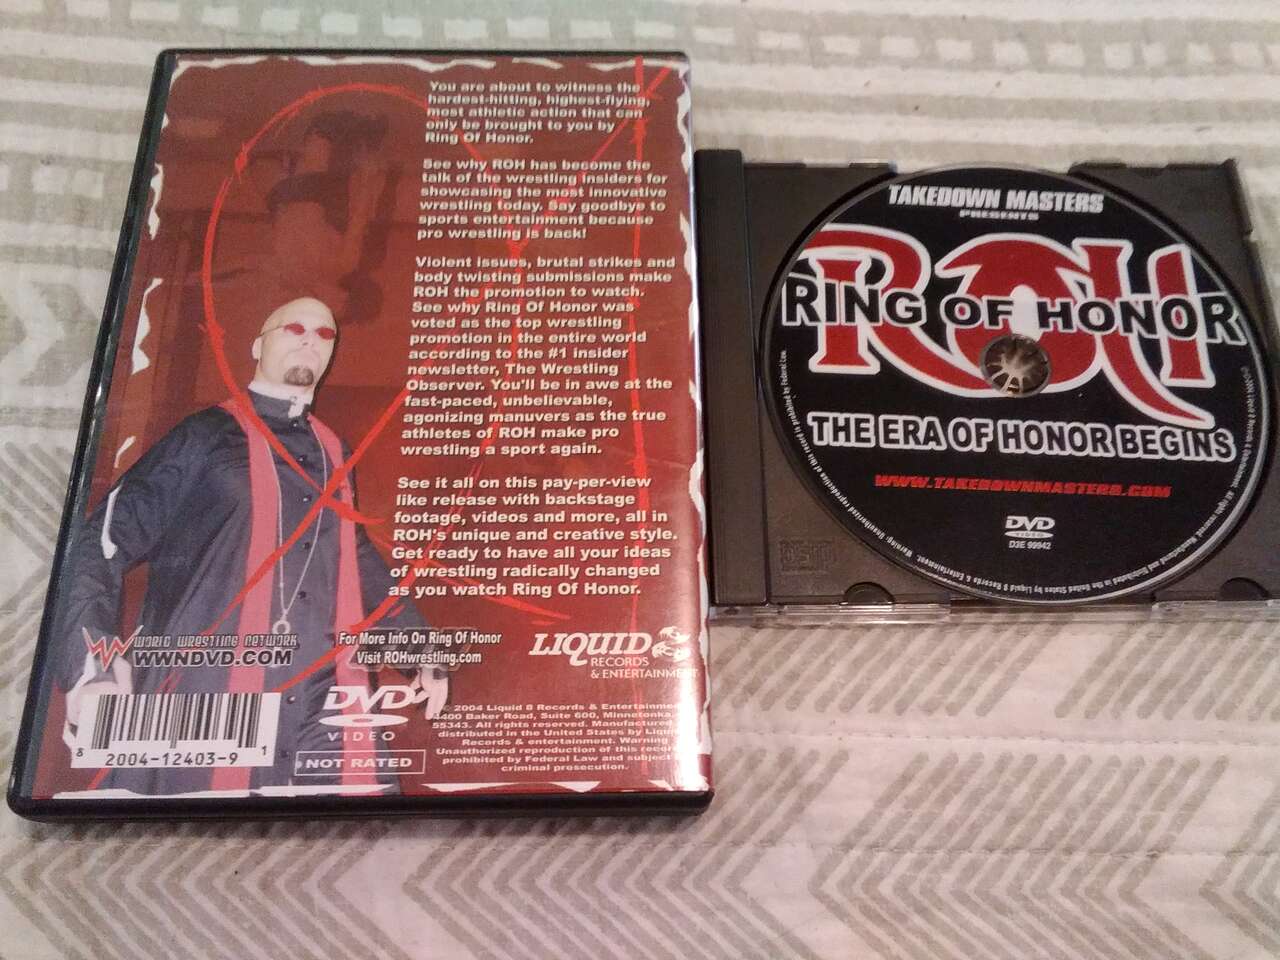 You are about to witness the
hardest-hitting, highest-flying,
most athletic action that can
only be brought to you by
Ring Of Honor.
See why ROH has become the
talk of the wrestling insiders for
showcasing the most innovative
wrestling today. Say goodbye to
sports entertainment because
pro wrestling is back!
Violent issues, brutal strikes and
body twisting submissions make
ROH the promotion to watch.
See why Ring Of Honor was
voted as the top wrestling
promotion in the entire world
according to the #1 insider
newsletter, The Wrestling
Observer. You'll be in awe at the
fast-paced, unbelievable,
agonizing manuvers as the true
athletes of ROH make pro
wrestling a sport again.
See it all on this pay-per-view
like release with backstage
footage, videos and more, all in
ROH's unique and creative style.
Get ready to have all your ideas
of wrestling radically changed
as you watch Ring Of Honor.
WORLD WRESTLING NETWORK
WWNDVD.COM
For More Info On Ring Of Honor
Visit ROHwrestling.com
LIQUID 8
RECORDS
& ENTERTAINMENT
8 2004-12403-9 1
DVD
VIDEO
NOT RATED
© 2004 Liquid 8 Records & Entertainment
4400 Baker Road, Suite 600, Minnetonka,
55343. All rights reserved. Manufactured
distributed in the United States by Liquid
Records & entertainment. Warning
Unauthorized reproduction of this record
prohibited by Federal Law and subject
criminal prosecution.
TAKEDOWN MASTERS
PRESENTS
ROH
RING OF HONOR
THE ERA OF HONOR BEGINS
WWW.TAKEDOWNMASTERS.COM
DVD
VIDEO
D3E 99942